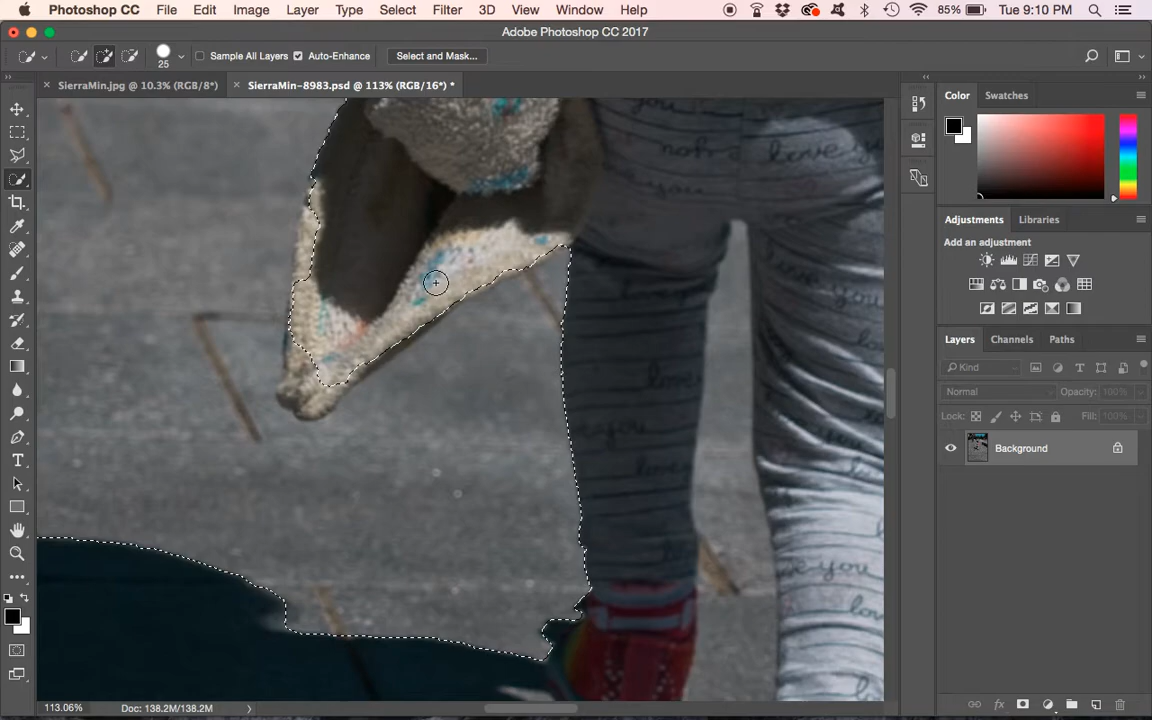 Photoshop CC File Edit Image Layer Type Select Filter 3D View Window Help 85% Tue 9:10 PM
Adobe Photoshop CC 2017
25 Sample All Layers Auto-Enhance Select and Mask...
SierraMin.jpg @ 10.3% (RGB/8*) SierraMin-8983.psd @ 113% (RGB/16*) *
Color Swatches
Adjustments Libraries
Add an adjustment
Layers Channels Paths
Kind
Normal Opacity: 100%
Lock: Fill: 100%
Background
love you
love
113.06% Doc: 138.2M/138.2M